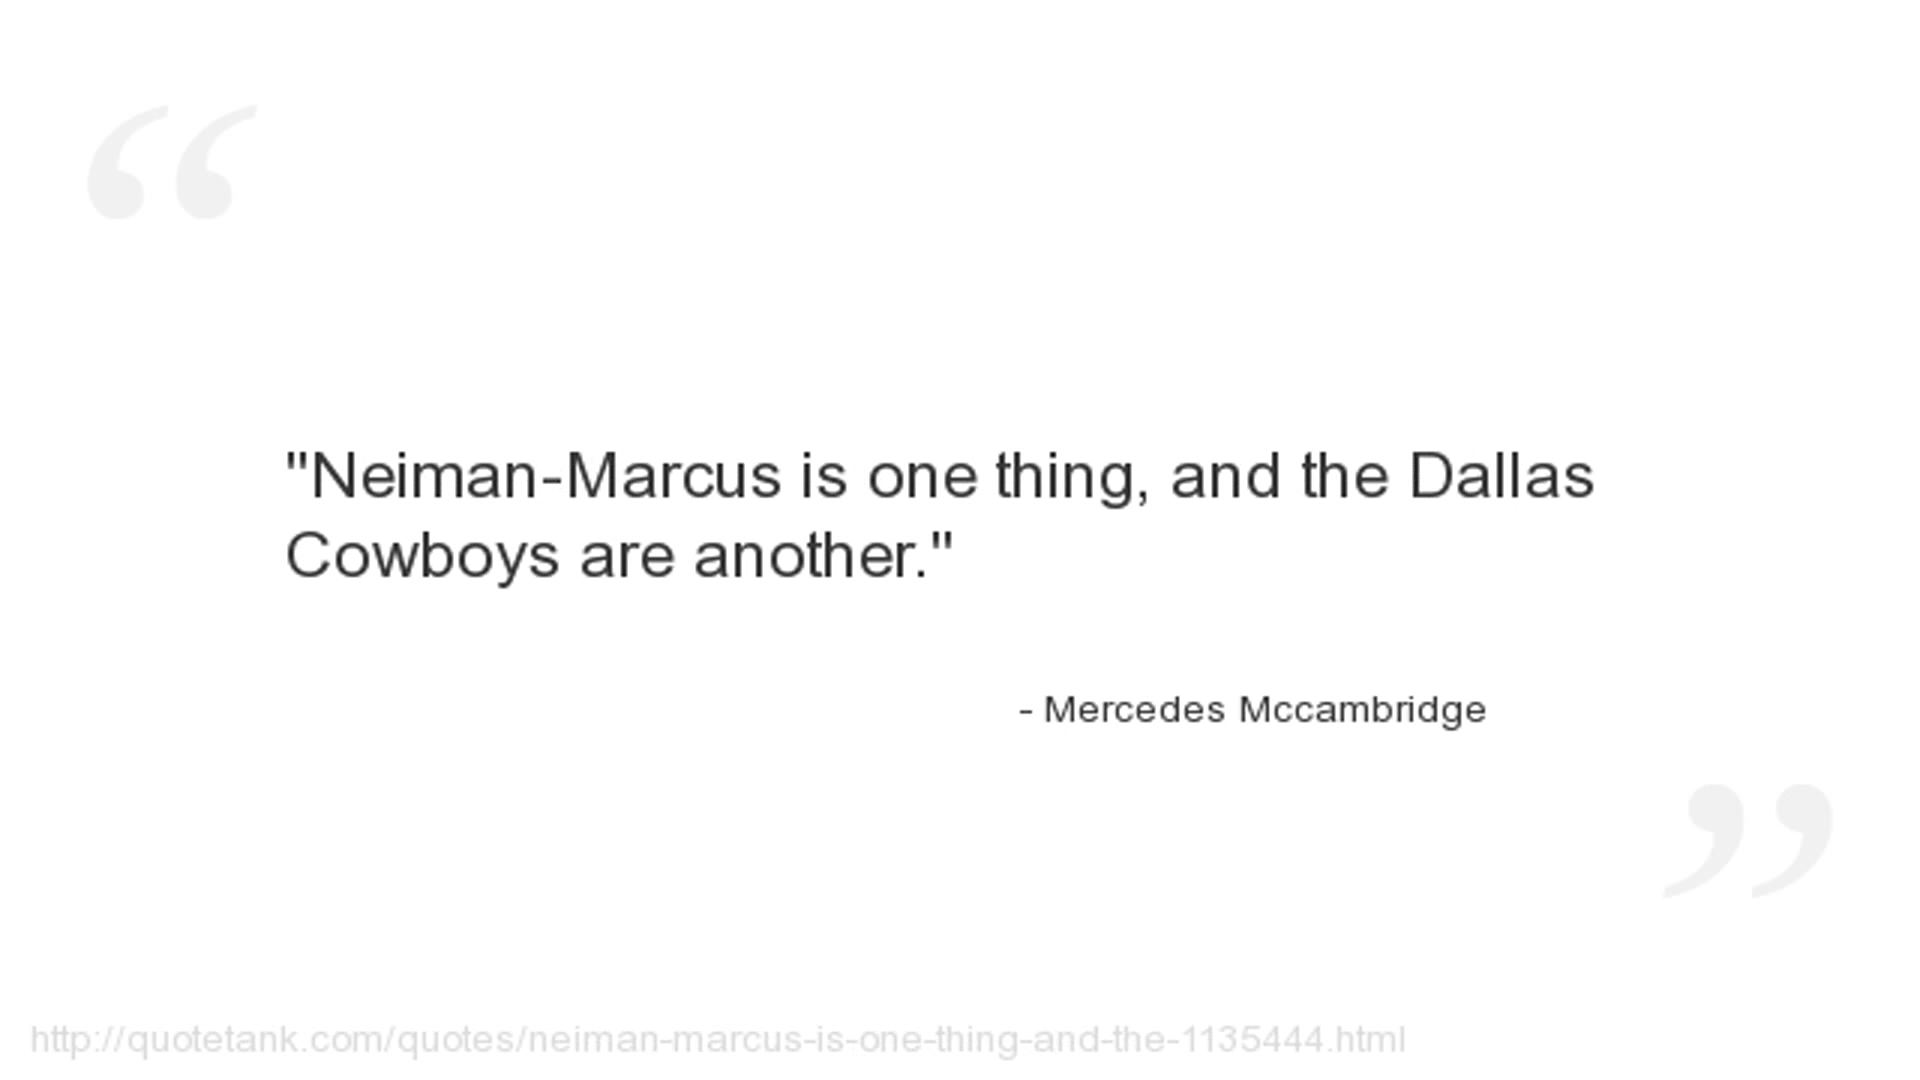 "Neiman-Marcus is one thing, and the Dallas
Cowboys are another."
- Mercedes Mccambridge
http://quotetank.com/quotes/neiman-marcus-is-one-thing-and-the-1135444.html